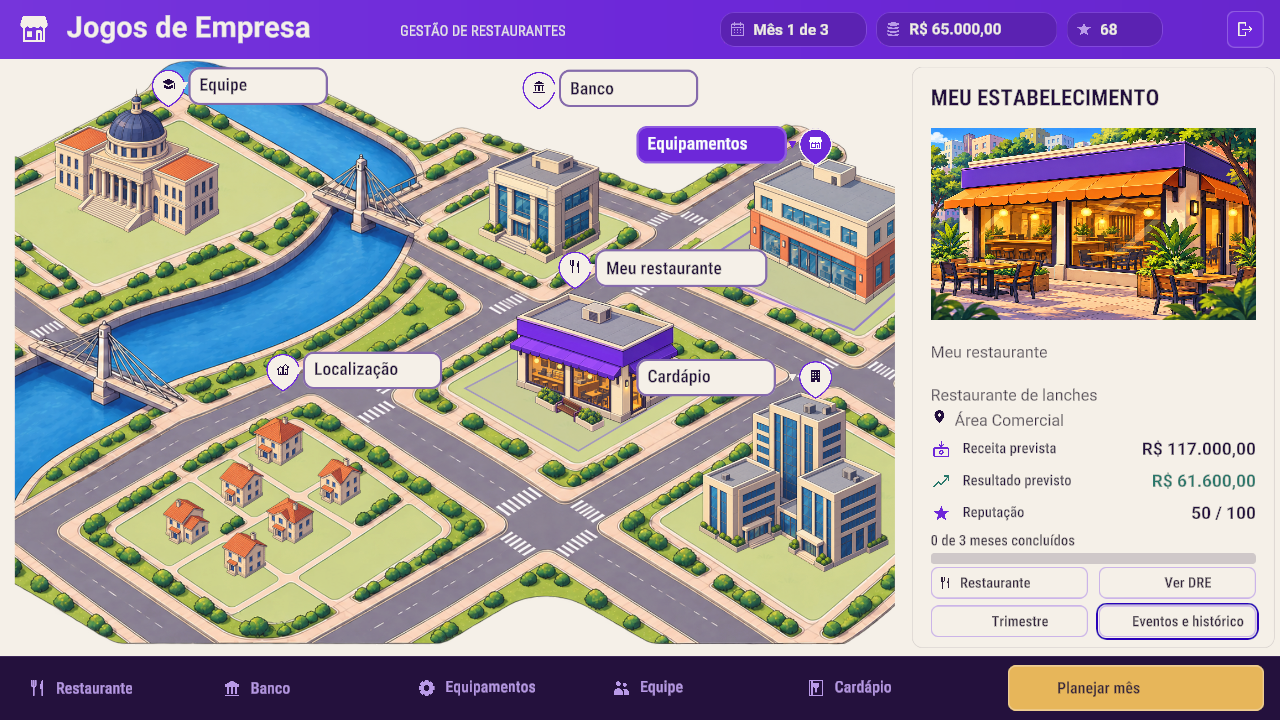 Jogos de Empresa
GESTÃO DE RESTAURANTES
Mês 1 de 3
R$ 65.000,00
68
Equipe
Banco
Equipamentos
Meu restaurante
Localização
Cardápio
MEU ESTABELECIMENTO
Meu restaurante
Restaurante de lanches
Área Comercial
Receita prevista R$ 117.000,00
Resultado previsto R$ 61.600,00
Reputação 50 / 100
0 de 3 meses concluídos
Restaurante
Ver DRE
Trimestre
Eventos e histórico
Restaurante
Banco
Equipamentos
Equipe
Cardápio
Planejar mês